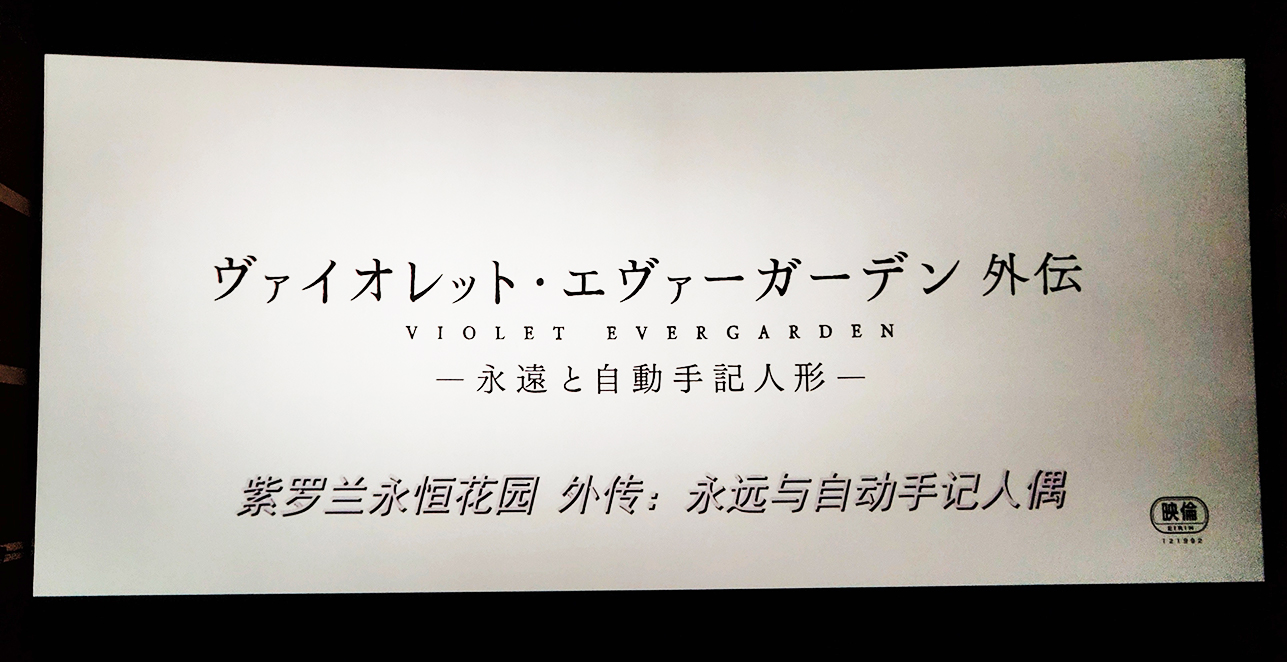 ヴァイオレット・エヴァーガーデン 外伝
VIOLET EVERGARDEN
—永遠と自動手記人形—
紫罗兰永恒花园 外传：永远与自动手记人偶
映倫
EIRIN
121992